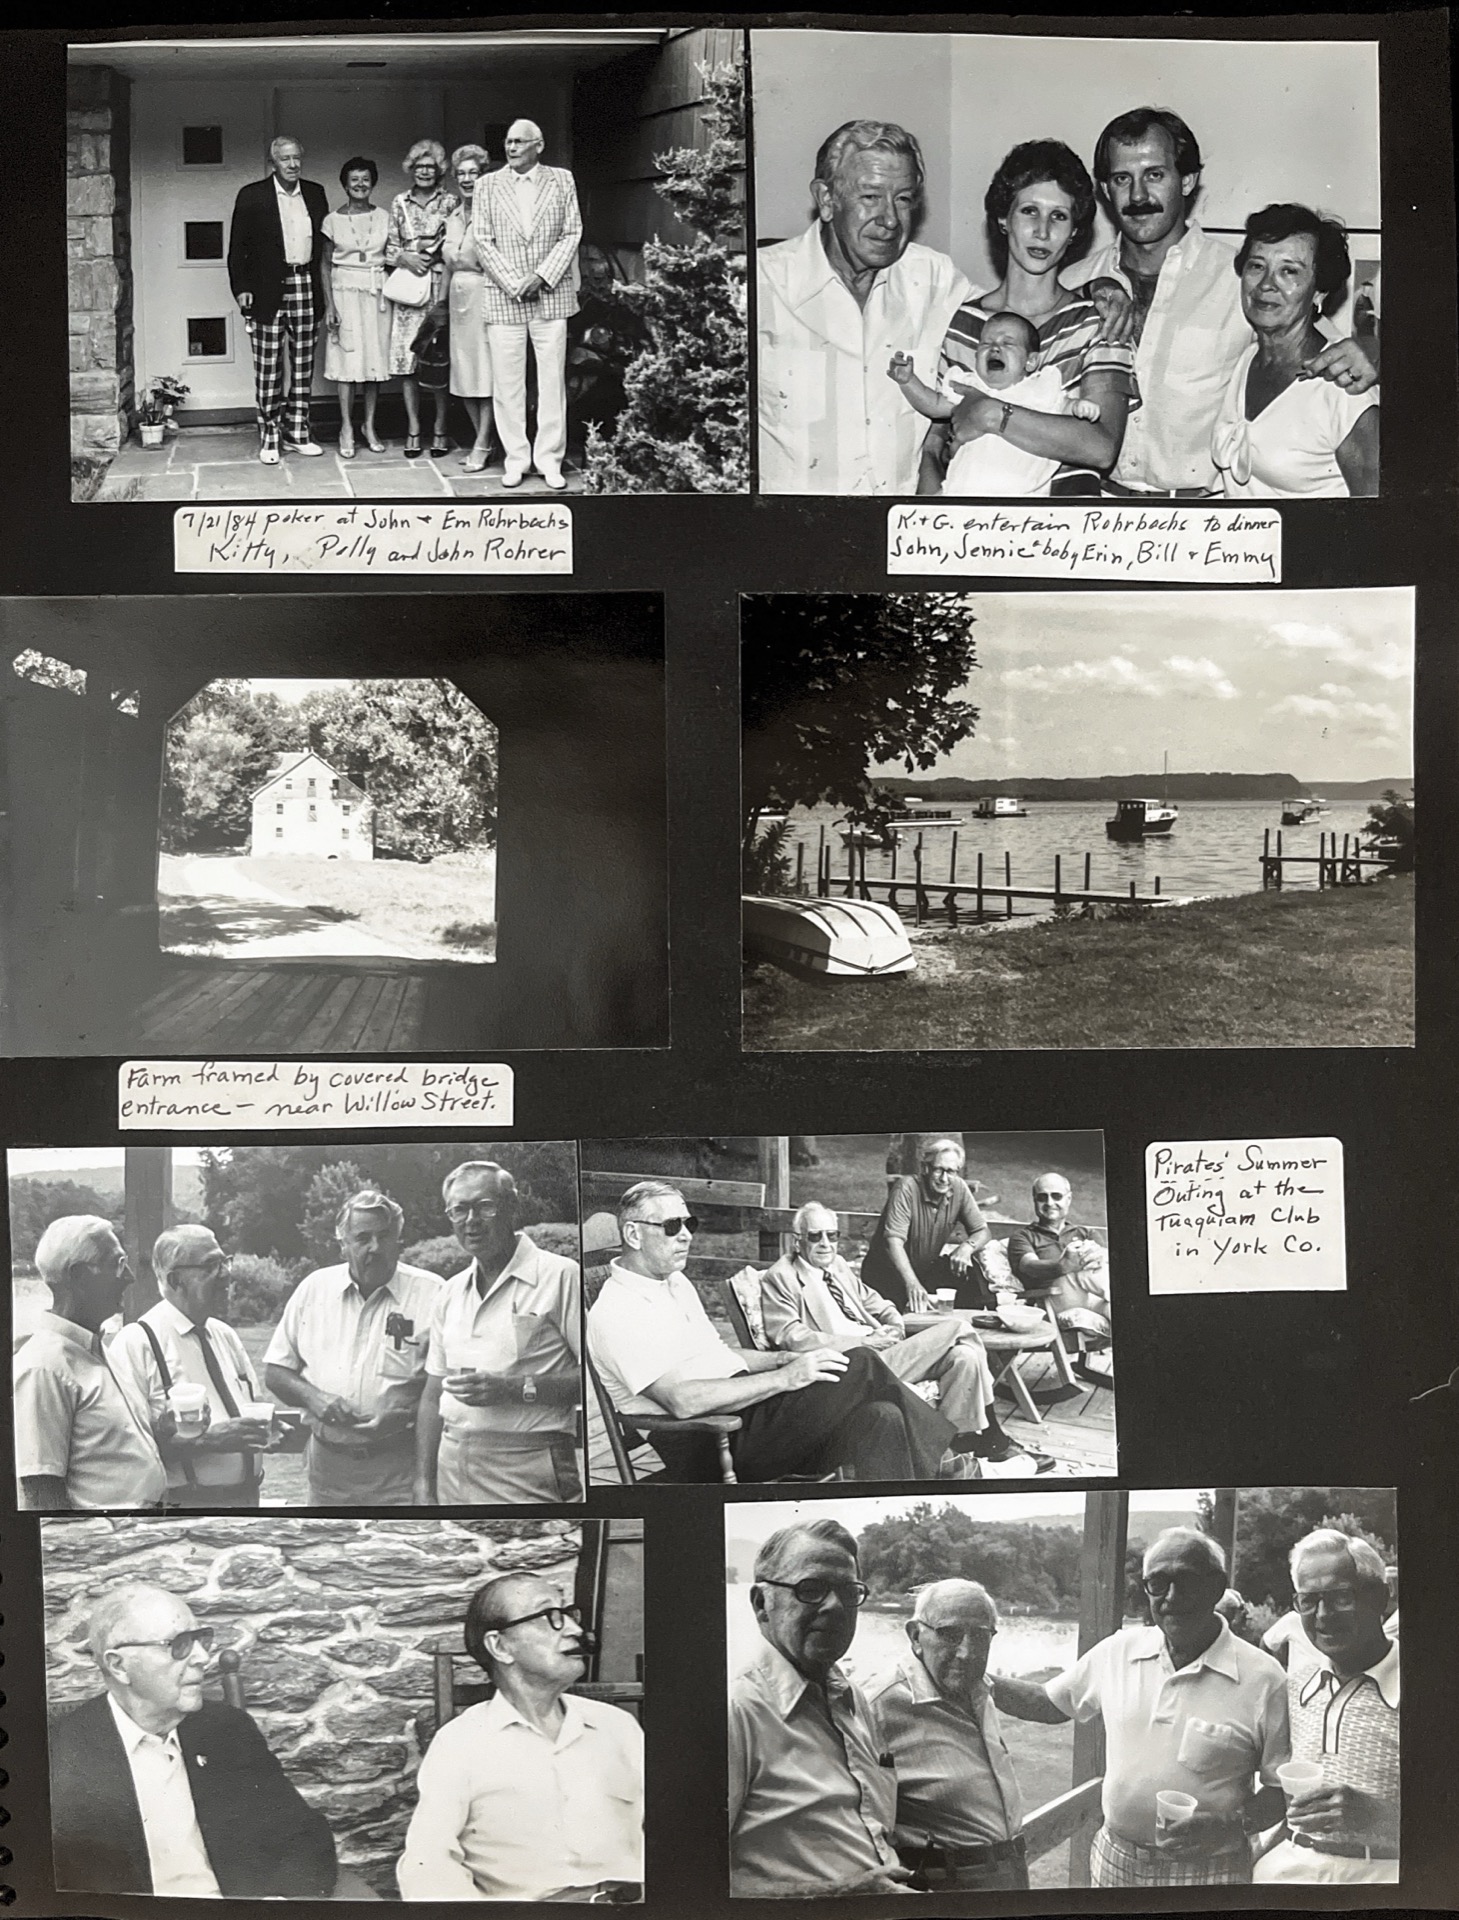 7/21/84 poker at John + Em Rohrbachs
Kitty, Polly and John Rohrer
K.+G. entertain Rohrbachs to dinner
John, Jennie + baby Erin, Bill + Emmy
Farm framed by covered bridge
entrance — near Willow Street.
Pirates' Summer
Outing at the
Tuaquiam Club
in York Co.